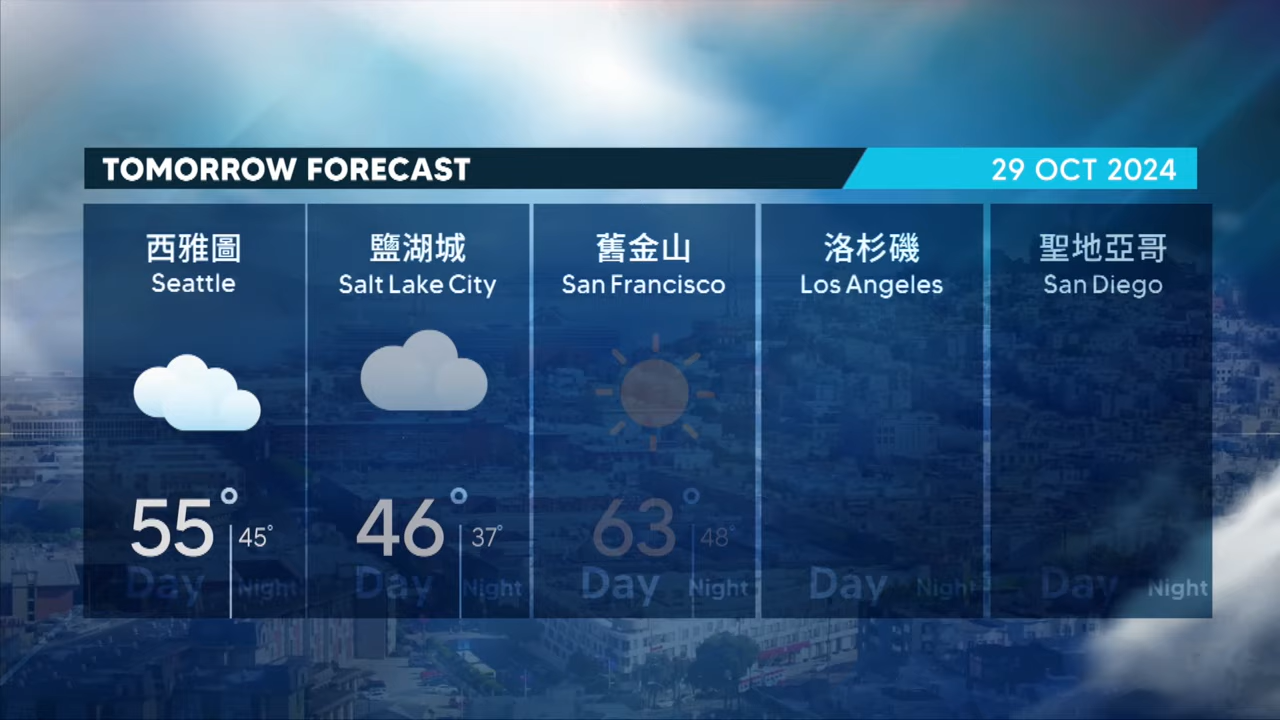 TOMORROW FORECAST
29 OCT 2024
西雅圖
Seattle
55° 45°
Day Night
鹽湖城
Salt Lake City
46° 37°
Day Night
舊金山
San Francisco
63° 48°
Day Night
洛杉磯
Los Angeles
Day Night
聖地亞哥
San Diego
Day Night